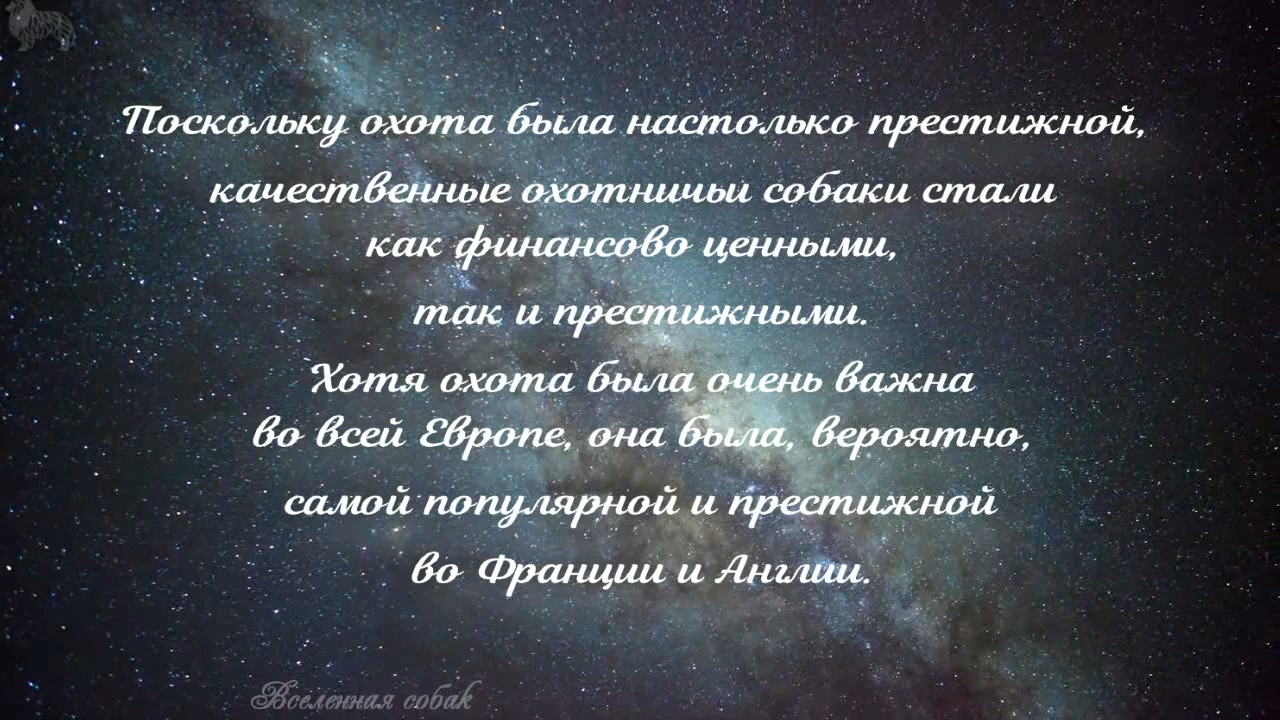 Поскольку охота была настолько престижной,
качественные охотничьи собаки стали
как финансово ценными,
так и престижными.
Хотя охота была очень важна
во всей Европе, она была, вероятно,
самой популярной и престижной
во Франции и Англии.
Вселенная собак